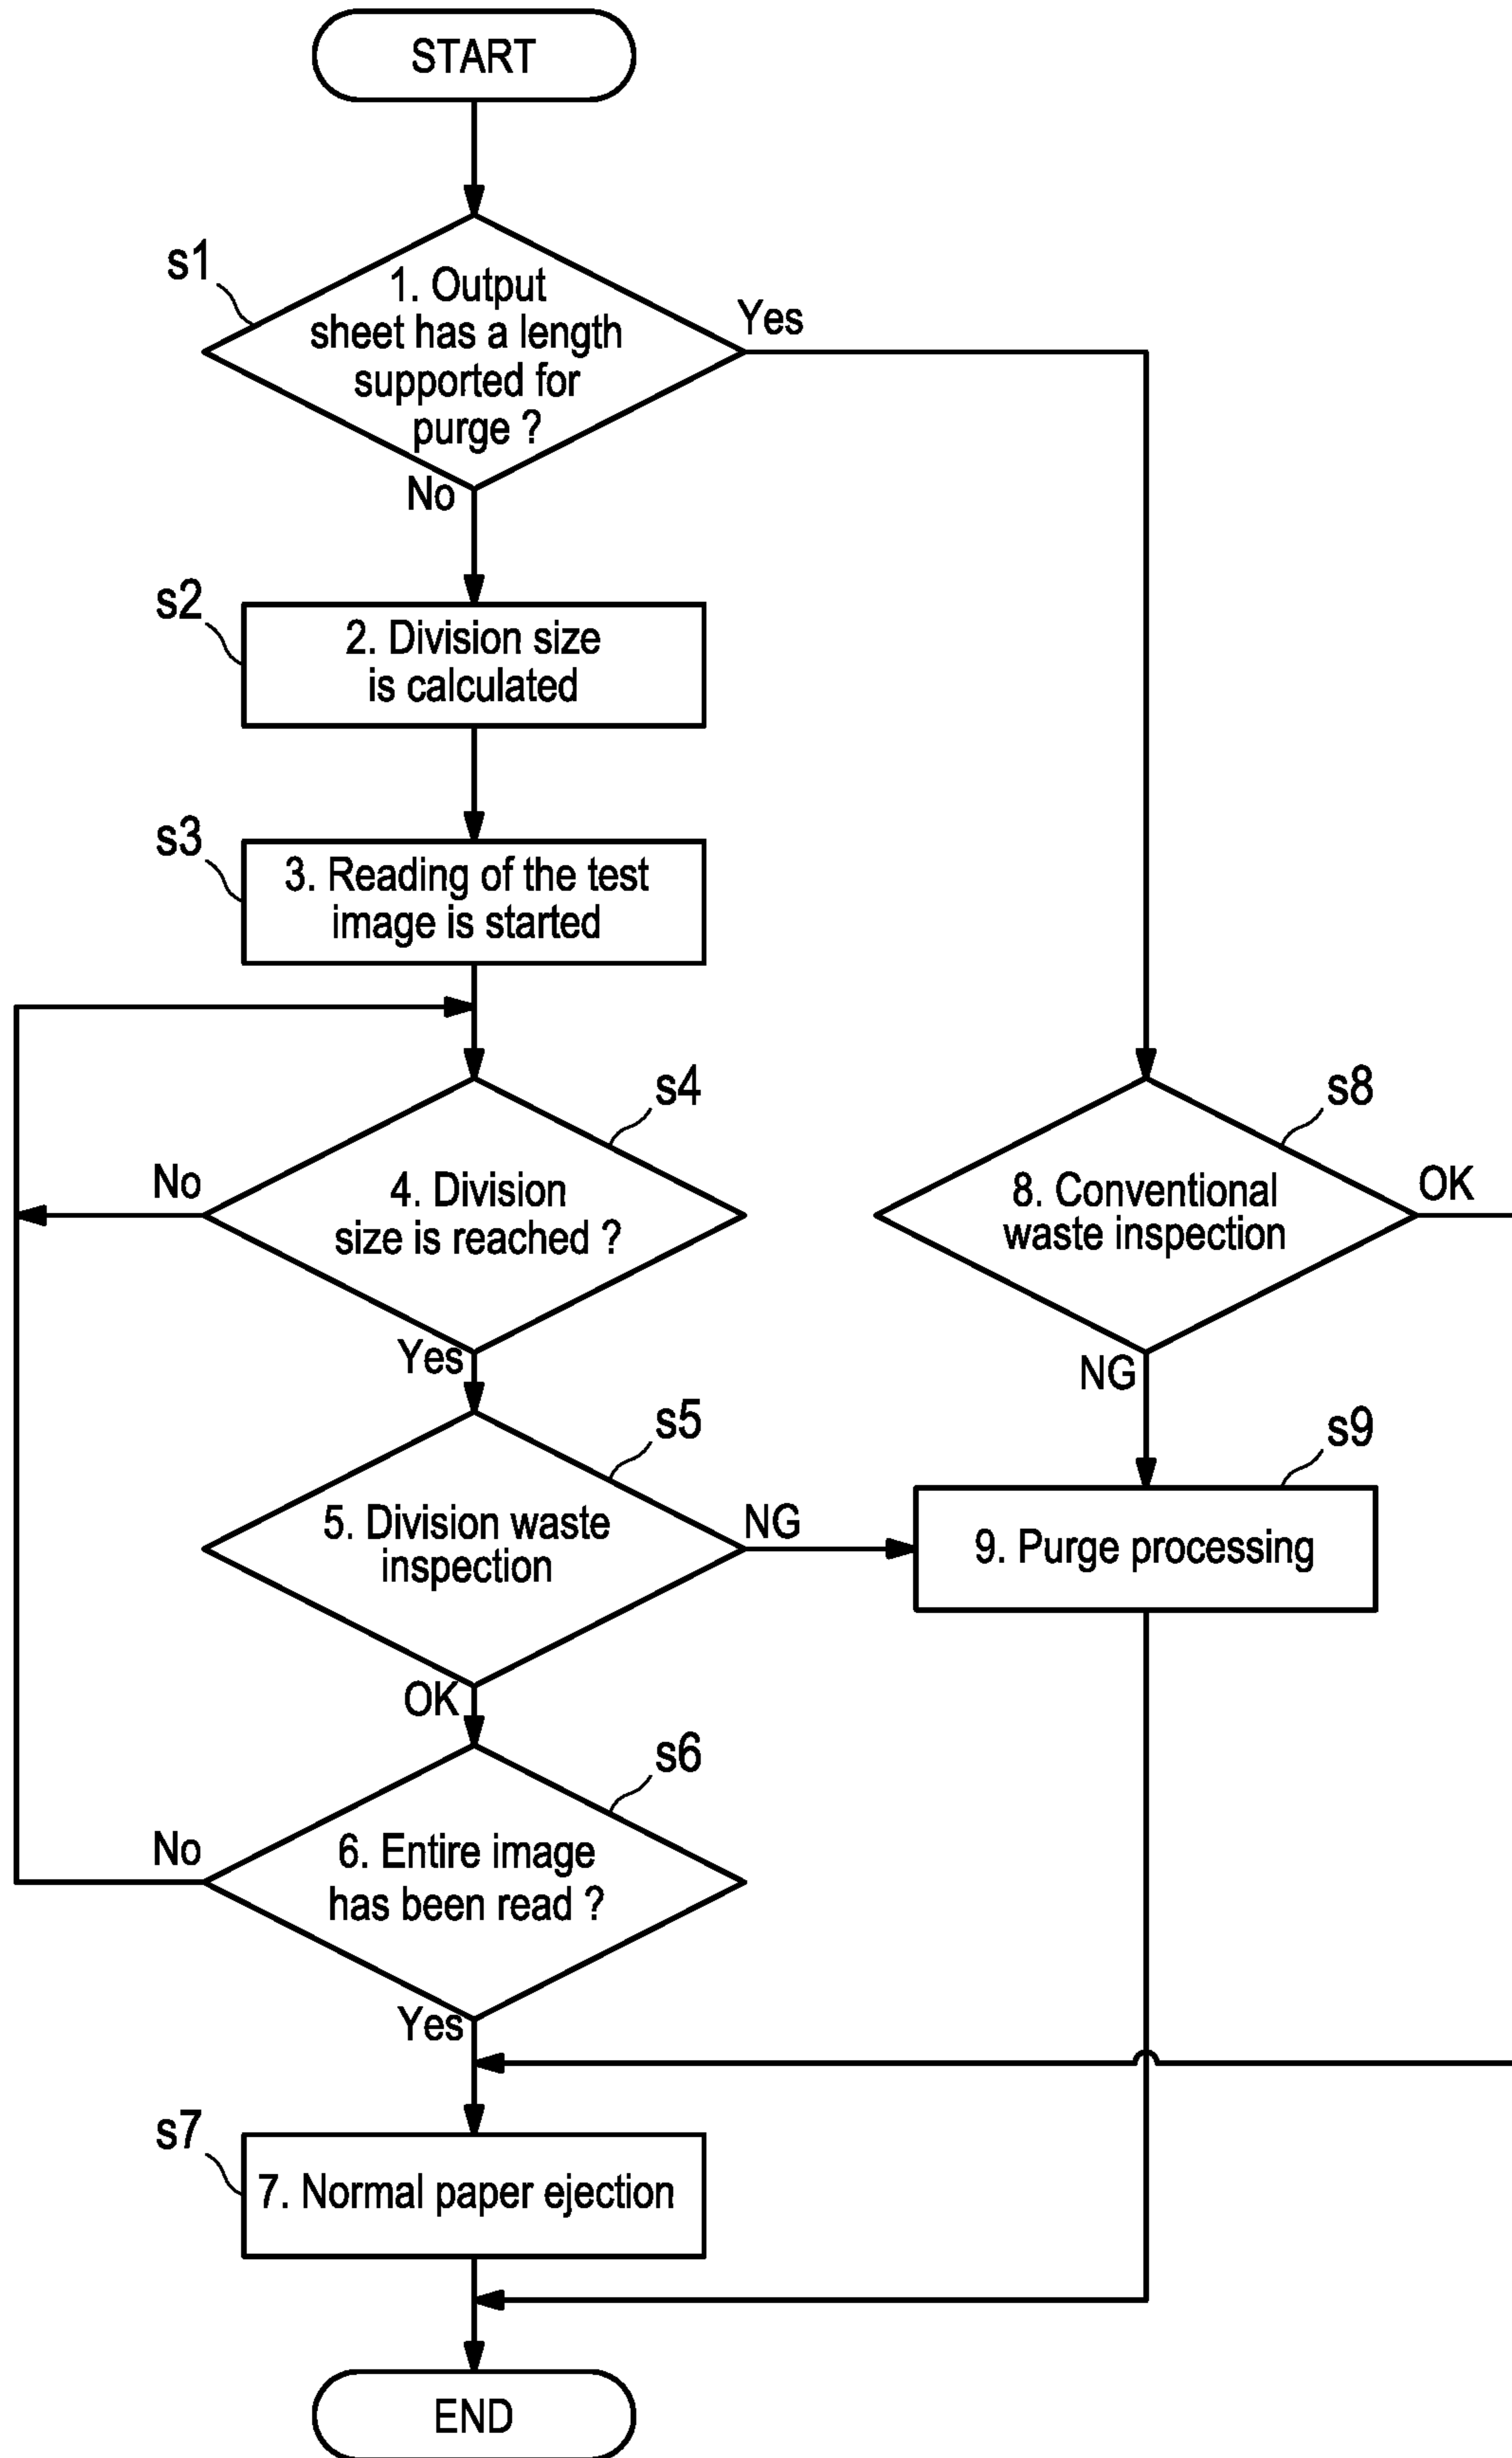 START
s1
1. Output
sheet has a length
supported for
purge ?
Yes
No
s2
2. Division size
is calculated
s3
3. Reading of the test
image is started
s4
4. Division
size is reached ?
No
Yes
s8
8. Conventional
waste inspection
OK
NG
s5
5. Division waste
inspection
NG
OK
s9
9. Purge processing
s6
6. Entire image
has been read ?
No
Yes
s7
7. Normal paper ejection
END